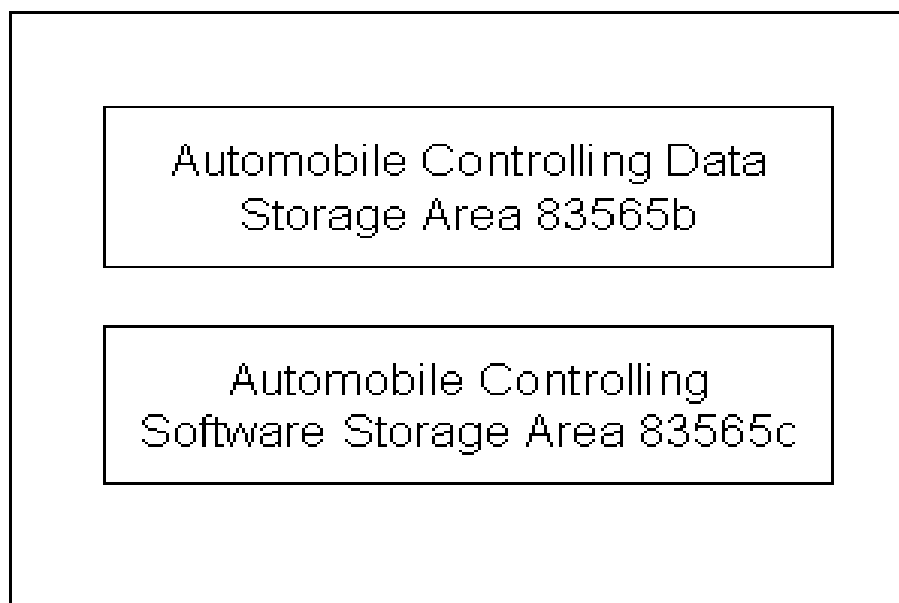 Automobile Controlling Data
Storage Area 83565b
Automobile Controlling
Software Storage Area 83565c